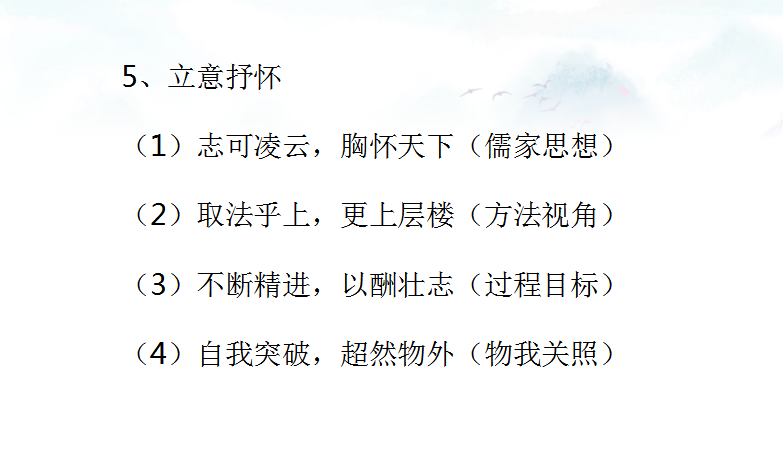 5、立意抒怀
（1）志可凌云，胸怀天下（儒家思想）
（2）取法乎上，更上层楼（方法视角）
（3）不断精进，以酬壮志（过程目标）
（4）自我突破，超然物外（物我关照）